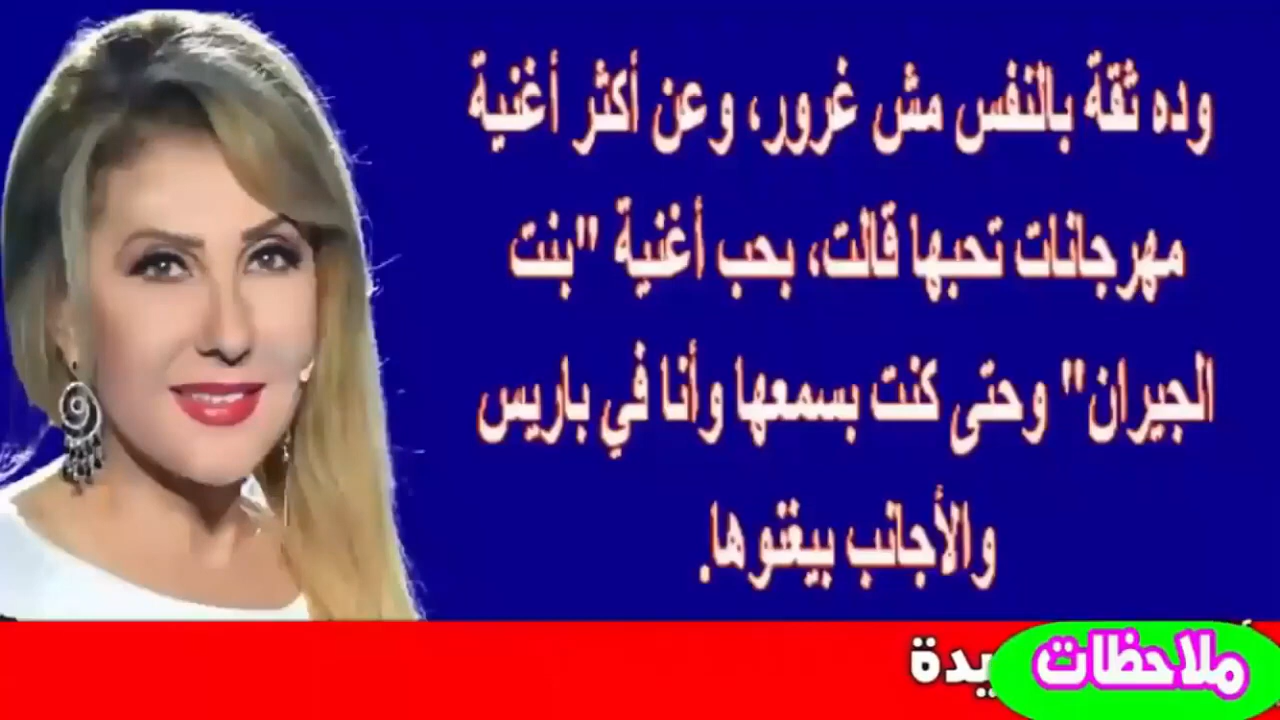 وده ثقة بالنفس مش غرور، وعن أكثر أغنية
مهرجانات تحبها قالت، بحب أغنية "بنت
الجيران" وحتى كنت بسمعها وأنا في باريس
والأجانب بيغنوها.
ملاحظات